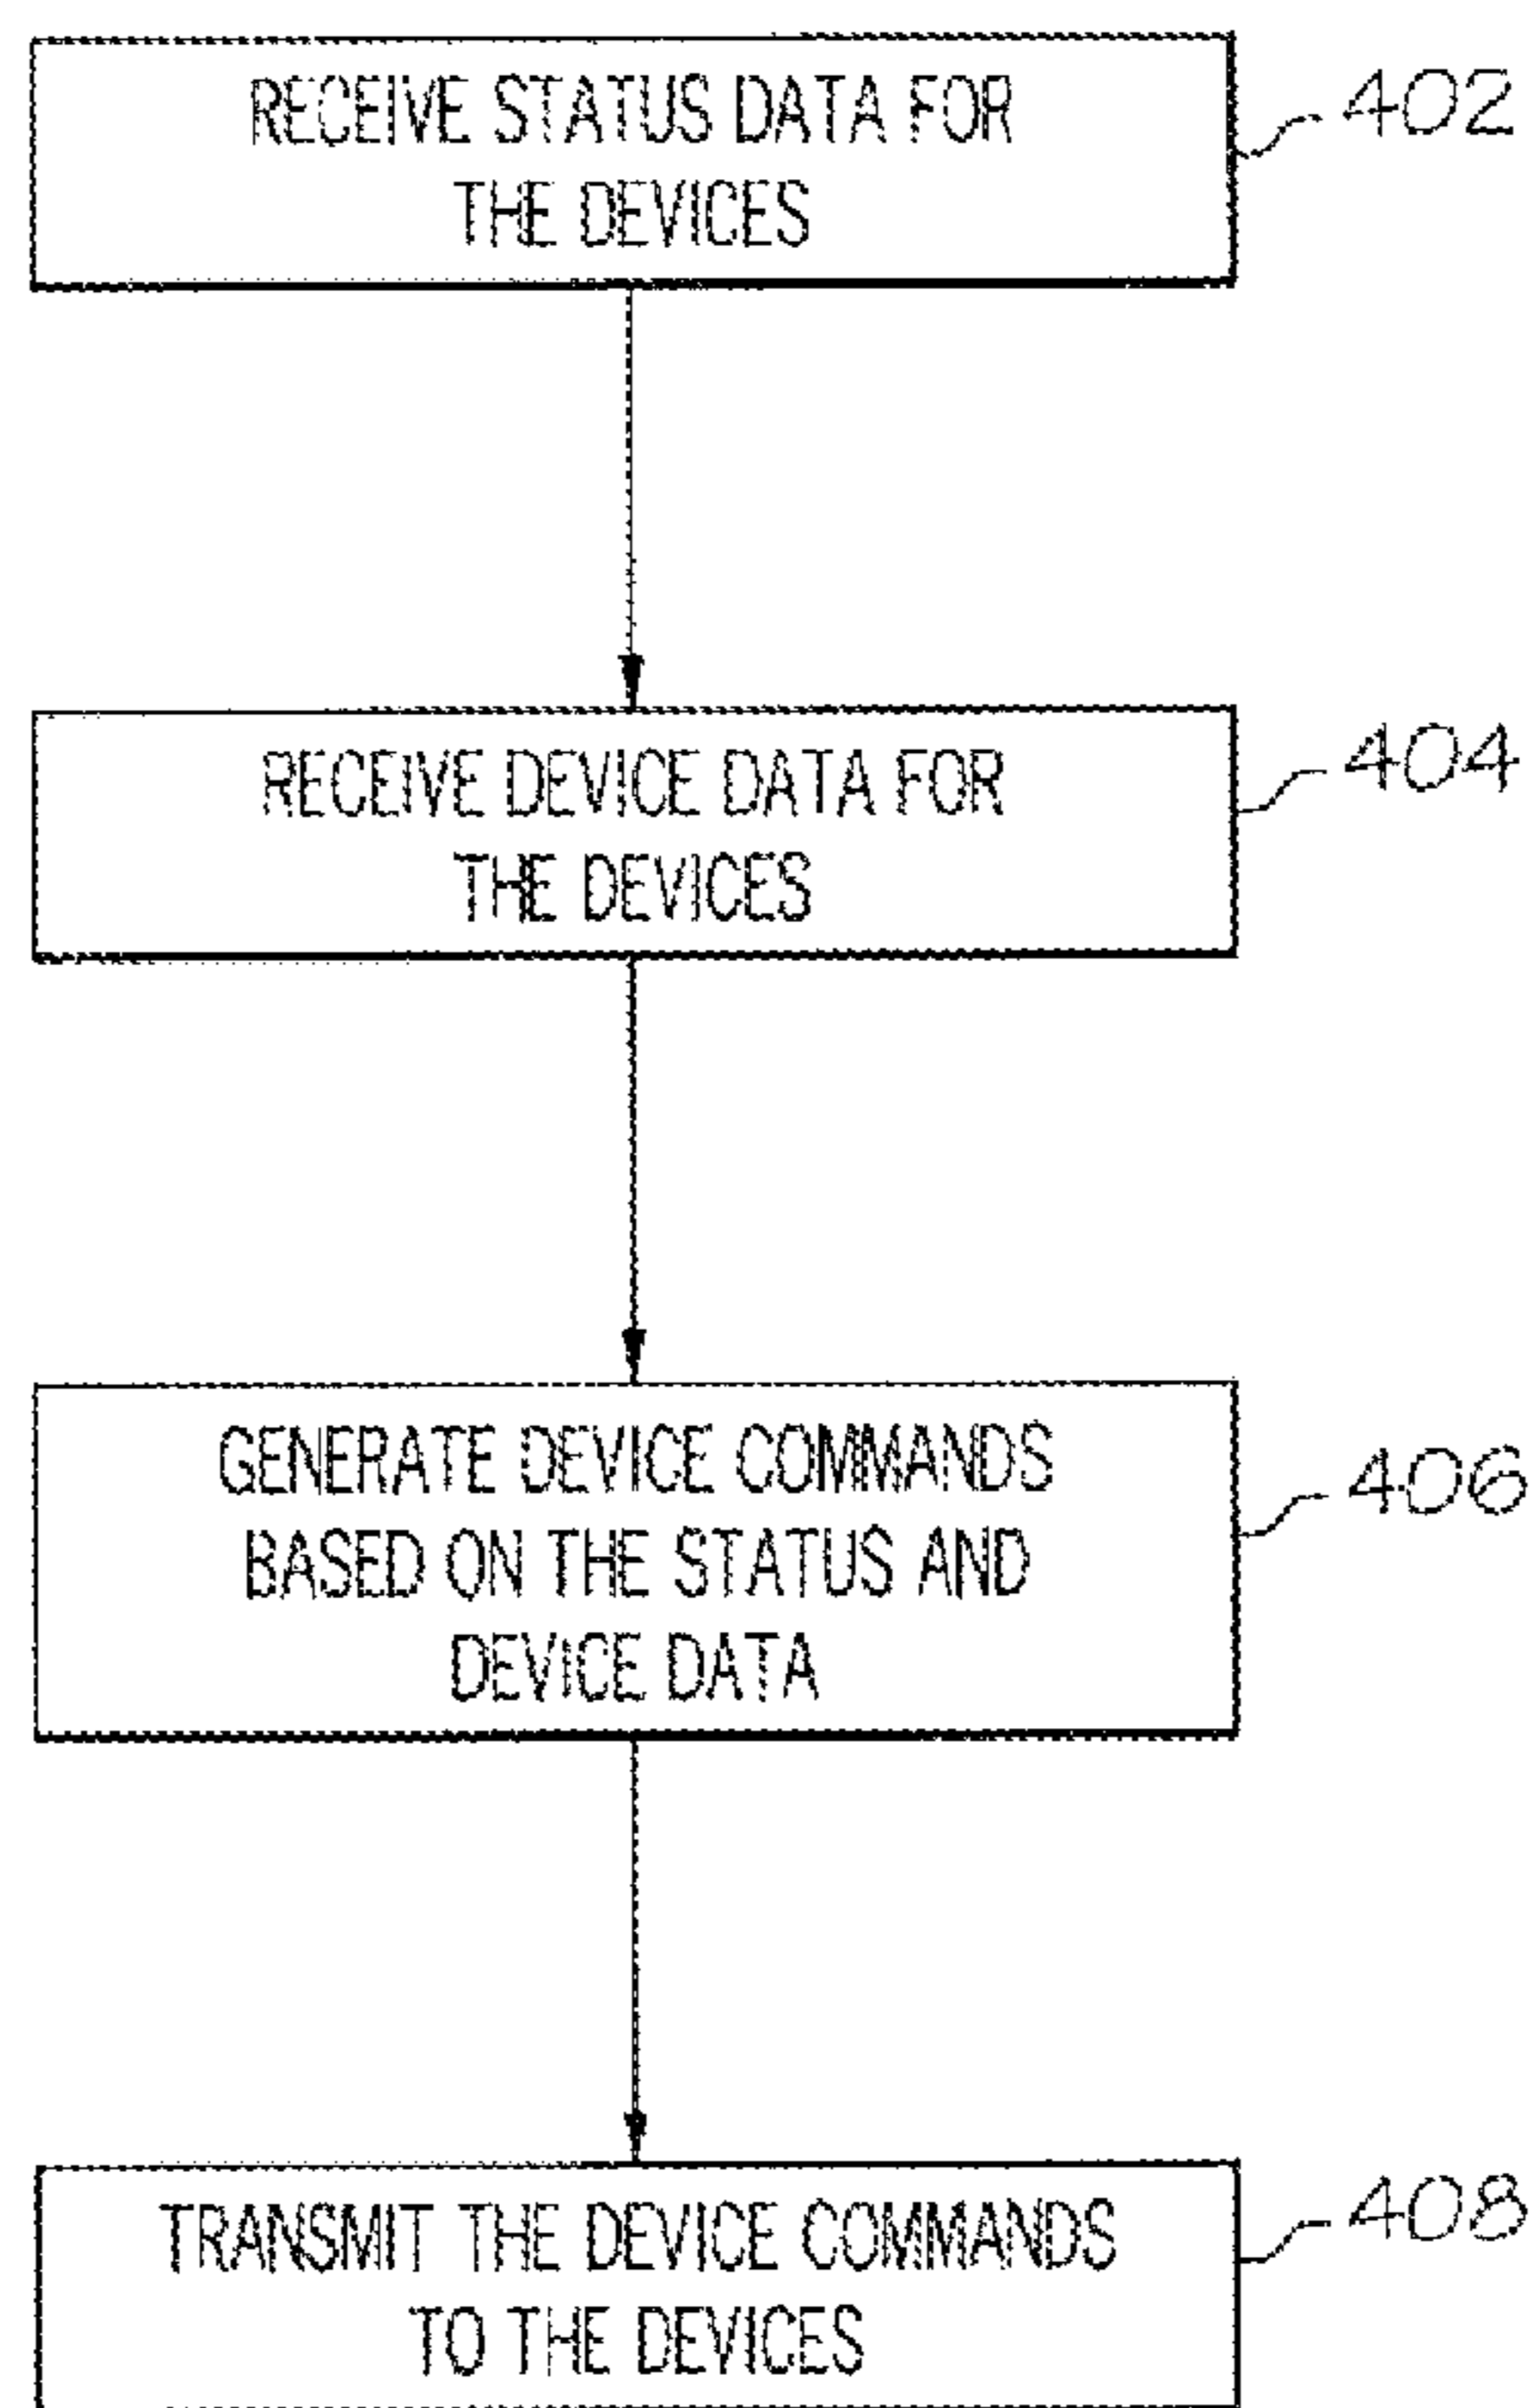 RECEIVE STATUS DATA FOR
THE DEVICES
402
RECEIVE DEVICE DATA FOR
THE DEVICES
404
GENERATE DEVICE COMMANDS
BASED ON THE STATUS AND
DEVICE DATA
406
TRANSMIT THE DEVICE COMMANDS
TO THE DEVICES
408